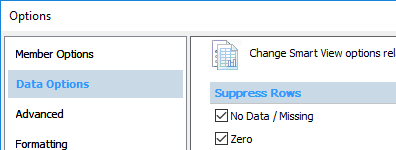 Options
Member Options
Data Options
Advanced
Formatting
Change Smart View options rel
Suppress Rows
No Data / Missing
Zero